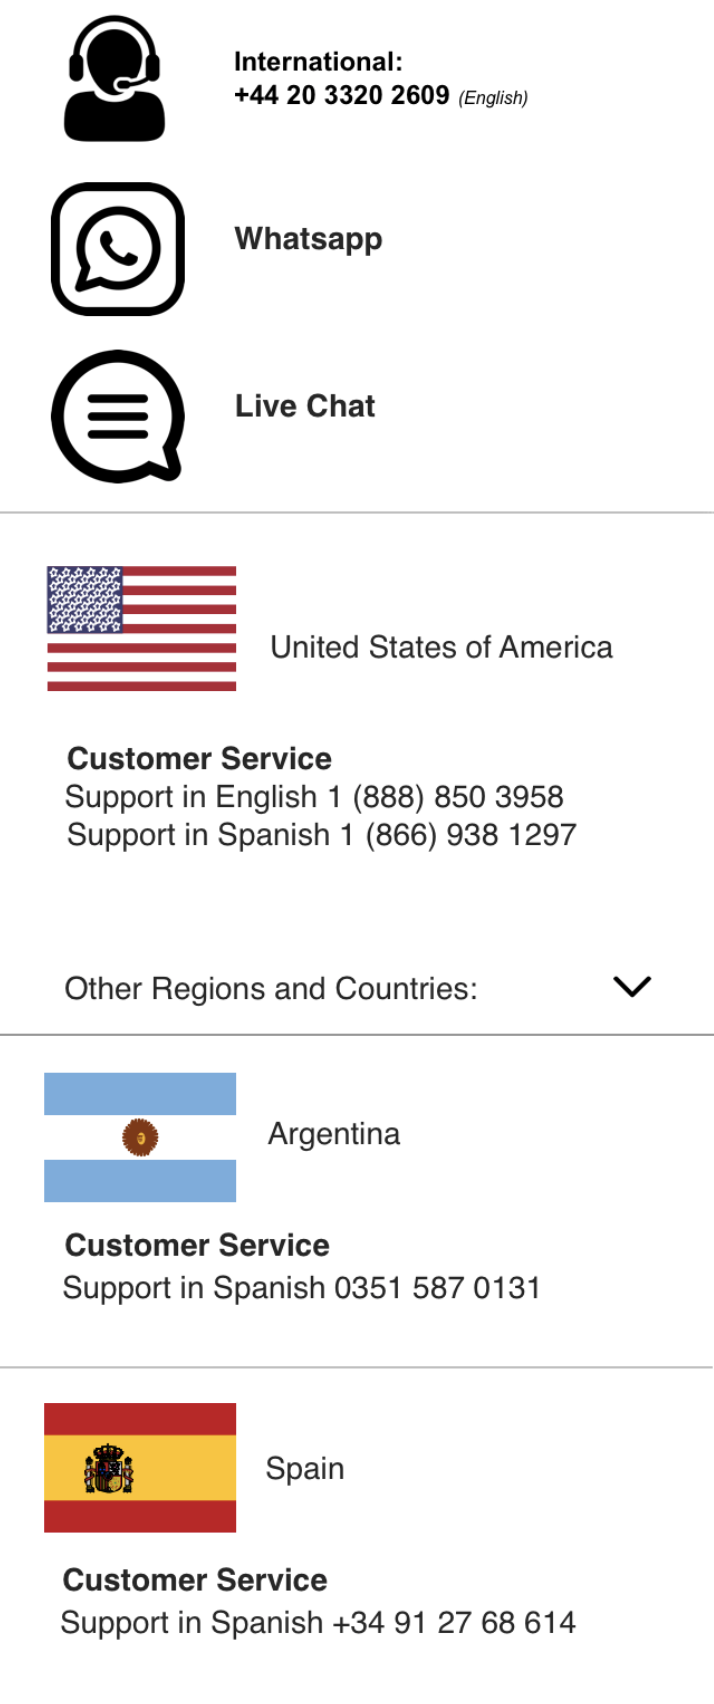 International:
+44 20 3320 2609 (English)
Whatsapp
Live Chat
United States of America
Customer Service
Support in English 1 (888) 850 3958
Support in Spanish 1 (866) 938 1297
Other Regions and Countries:
Argentina
Customer Service
Support in Spanish 0351 587 0131
Spain
Customer Service
Support in Spanish +34 91 27 68 614